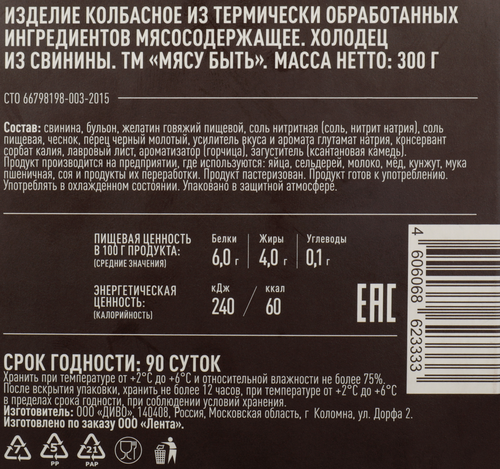 ИЗДЕЛИЕ КОЛБАСНОЕ ИЗ ТЕРМИЧЕСКИ ОБРАБОТАННЫХ
ИНГРЕДИЕНТОВ МЯСОСОДЕРЖАЩЕЕ. ХОЛОДЕЦ
ИЗ СВИНИНЫ. ТМ «МЯСУ БЫТЬ». МАССА НЕТТО: 300 Г
СТО 66798198-003-2015
Состав: свинина, бульон, желатин говяжий пищевой, соль нитритная (соль, нитрит натрия), соль
пищевая, чеснок, перец черный молотый, усилитель вкуса и аромата глутамат натрия, консервант
сорбат калия, лавровый лист, ароматизатор (горчица), загуститель (ксантановая камедь).
Продукт произведен на предприятии, где используются: яйца, сельдерей, молоко, мёд, кунжут, мука
пшеничная, соя и продукты их переработки. Продукт пастеризован. Продукт готов к употреблению.
Употреблять в охлаждённом состоянии. Упаковано в защитной атмосфере.
ПИЩЕВАЯ ЦЕННОСТЬ
В 100 Г ПРОДУКТА:
(СРЕДНИЕ ЗНАЧЕНИЯ)
Белки Жиры Углеводы
6,0 г 4,0 г 0,1 г
ЭНЕРГЕТИЧЕСКАЯ
ЦЕННОСТЬ:
(КАЛОРИЙНОСТЬ)
кДж ккал
240 / 60
EAC
4 606068 623333
СРОК ГОДНОСТИ: 90 СУТОК
Хранить при температуре от +2°С до +6°С и относительной влажности не более 75%.
После вскрытия упаковки, хранить не более 12 часов, при температуре от +2°С до +6°С в
пределах срока годности, при соблюдении условий хранения.
Изготовитель: ООО «ДИВО», 140408, Россия, Московская область, г Коломна, ул. Дорфа 2.
Изготовлено по заказу ООО «Лента».
7 5 21
PP PAP